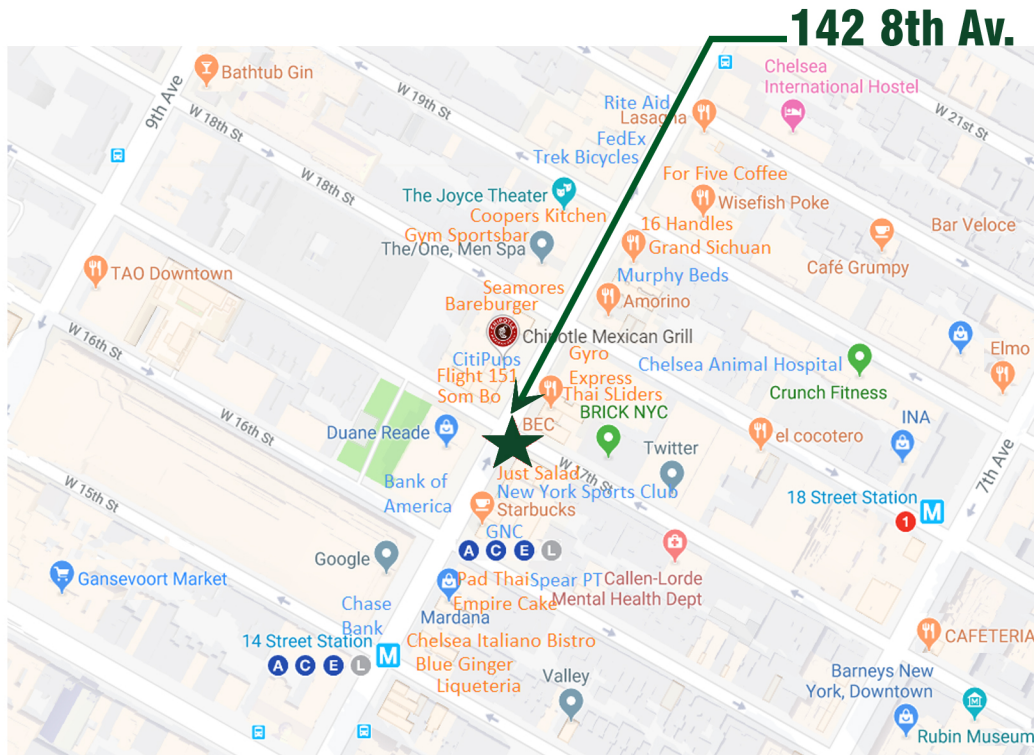 142 8th Av.
Chelsea
International Hostel
Bathtub Gin
9th Ave
W 19th St
W 21st St
W 18th St
Rite Aid
Lasagna
FedEx
Trek Bicycles
W 18th St
For Five Coffee
The Joyce Theater
Wisefish Poke
Coopers Kitchen
16 Handles
Bar Veloce
Gym Sportsbar
Grand Sichuan
The/One, Men Spa
Café Grumpy
TAO Downtown
Murphy Beds
Seamores
Bareburger
Amorino
CHIPOTLE
Chipotle Mexican Grill
W 16th St
CitiPups
Gyro
Express
Chelsea Animal Hospital
Elmo
Flight 151
Som Bo
Thai SLiders
Crunch Fitness
BRICK NYC
BEC
INA
W 16th St
Duane Reade
el cocotero
Twitter
7th Ave
W 17th St
Just Salad
Bank of
America
New York Sports Club
18 Street Station
M
1
W 15th St
Starbucks
GNC
A C E L
Google
Gansevoort Market
Pad Thai
Spear PT
Callen-Lorde
Mental Health Dept
Empire Cake
Chase
Bank
Mardana
14 Street Station
M
A C E L
Chelsea Italiano Bistro
CAFETERIA
Blue Ginger
Liqueteria
Valley
Barneys New
York, Downtown
Rubin Museum